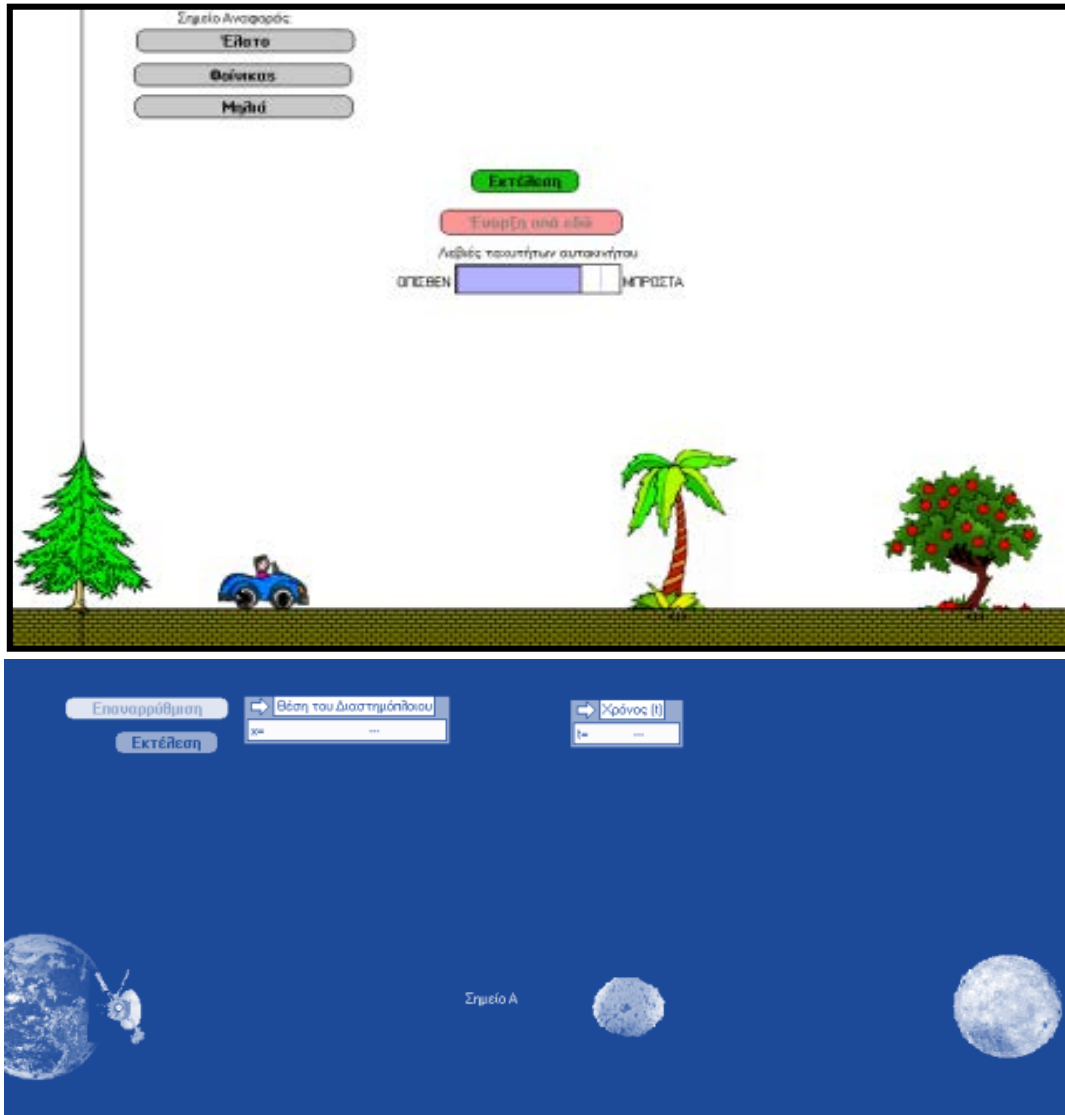 Σημείο Αναφοράς:
Έλατο
Φοίνικας
Μηλιά
Εκτέλεση
Έναρξη από εδώ
Λεβιές ταχυτήτων αυτοκινήτου
ΟΠΙΣΘΕΝ ΜΠΡΟΣΤΑ
Επαναρρύθμιση
Εκτέλεση
Θέση του Διαστημόπλοιου
x= ---
Χρόνος (t)
t= ---
Σημείο Α